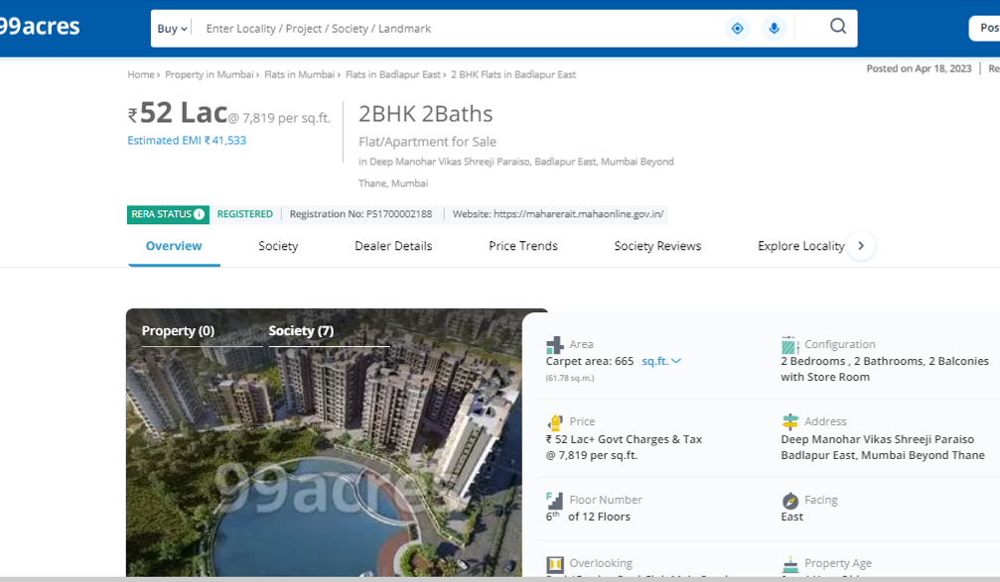 99acres
Buy Enter Locality / Project / Society / Landmark
Pos
Home › Property in Mumbai › Flats in Mumbai › Flats in Badlapur East › 2 BHK Flats in Badlapur East
Posted on Apr 18, 2023 Re
₹ 52 Lac @ 7,819 per sq.ft.
Estimated EMI ₹ 41,533
2BHK 2Baths
Flat/Apartment for Sale
in Deep Manohar Vikas Shreeji Paraiso, Badlapur East, Mumbai Beyond
Thane, Mumbai
RERA STATUS REGISTERED Registration No: P51700002188 Website: https://maharerait.mahaonline.gov.in/
Overview Society Dealer Details Price Trends Society Reviews Explore Locality
Property (0) Society (7)
99acres
Area
Carpet area: 665 sq.ft.
(61.78 sq.m.)
Configuration
2 Bedrooms , 2 Bathrooms, 2 Balconies
with Store Room
Price
₹ 52 Lac+ Govt Charges & Tax
@ 7,819 per sq.ft.
Address
Deep Manohar Vikas Shreeji Paraiso
Badlapur East, Mumbai Beyond Thane
Floor Number
6th of 12 Floors
Facing
East
Overlooking
Property Age